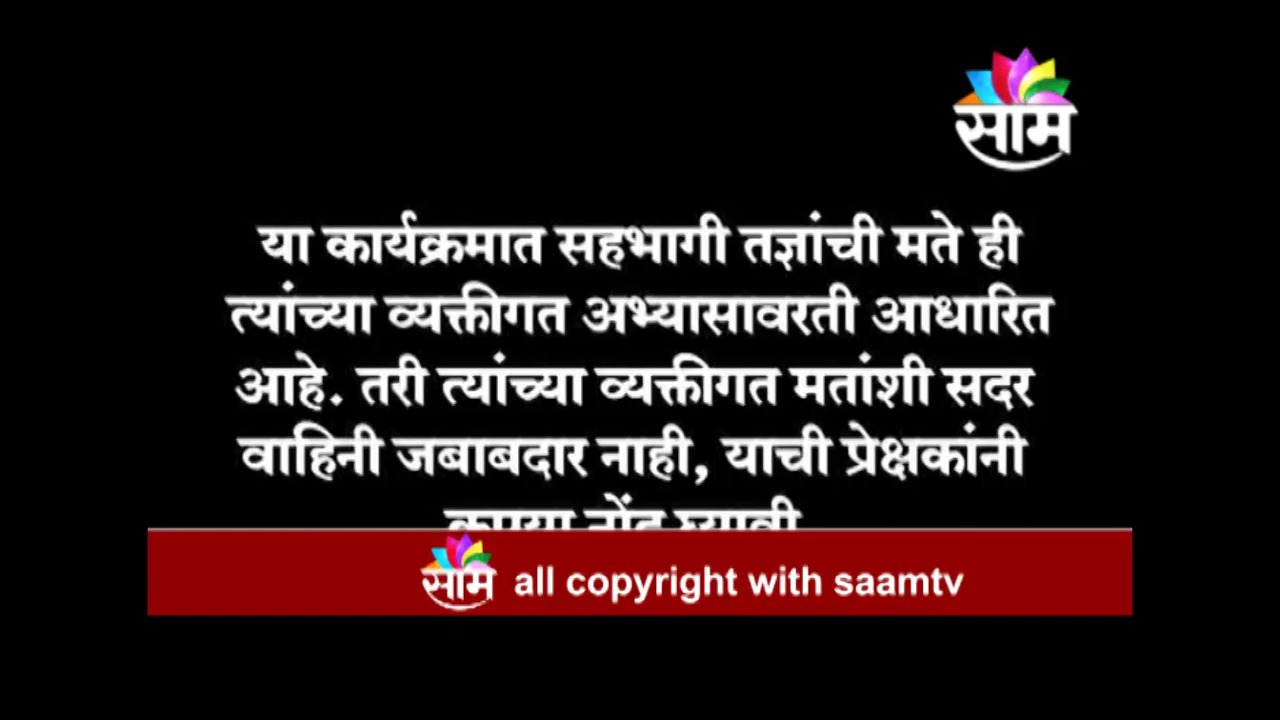 साम
या कार्यक्रमात सहभागी तज्ञांची मते ही
त्यांच्या व्यक्तीगत अभ्यासावरती आधारित
आहे. तरी त्यांच्या व्यक्तीगत मतांशी सदर
वाहिनी जबाबदार नाही, याची प्रेक्षकांनी
साम all copyright with saamtv